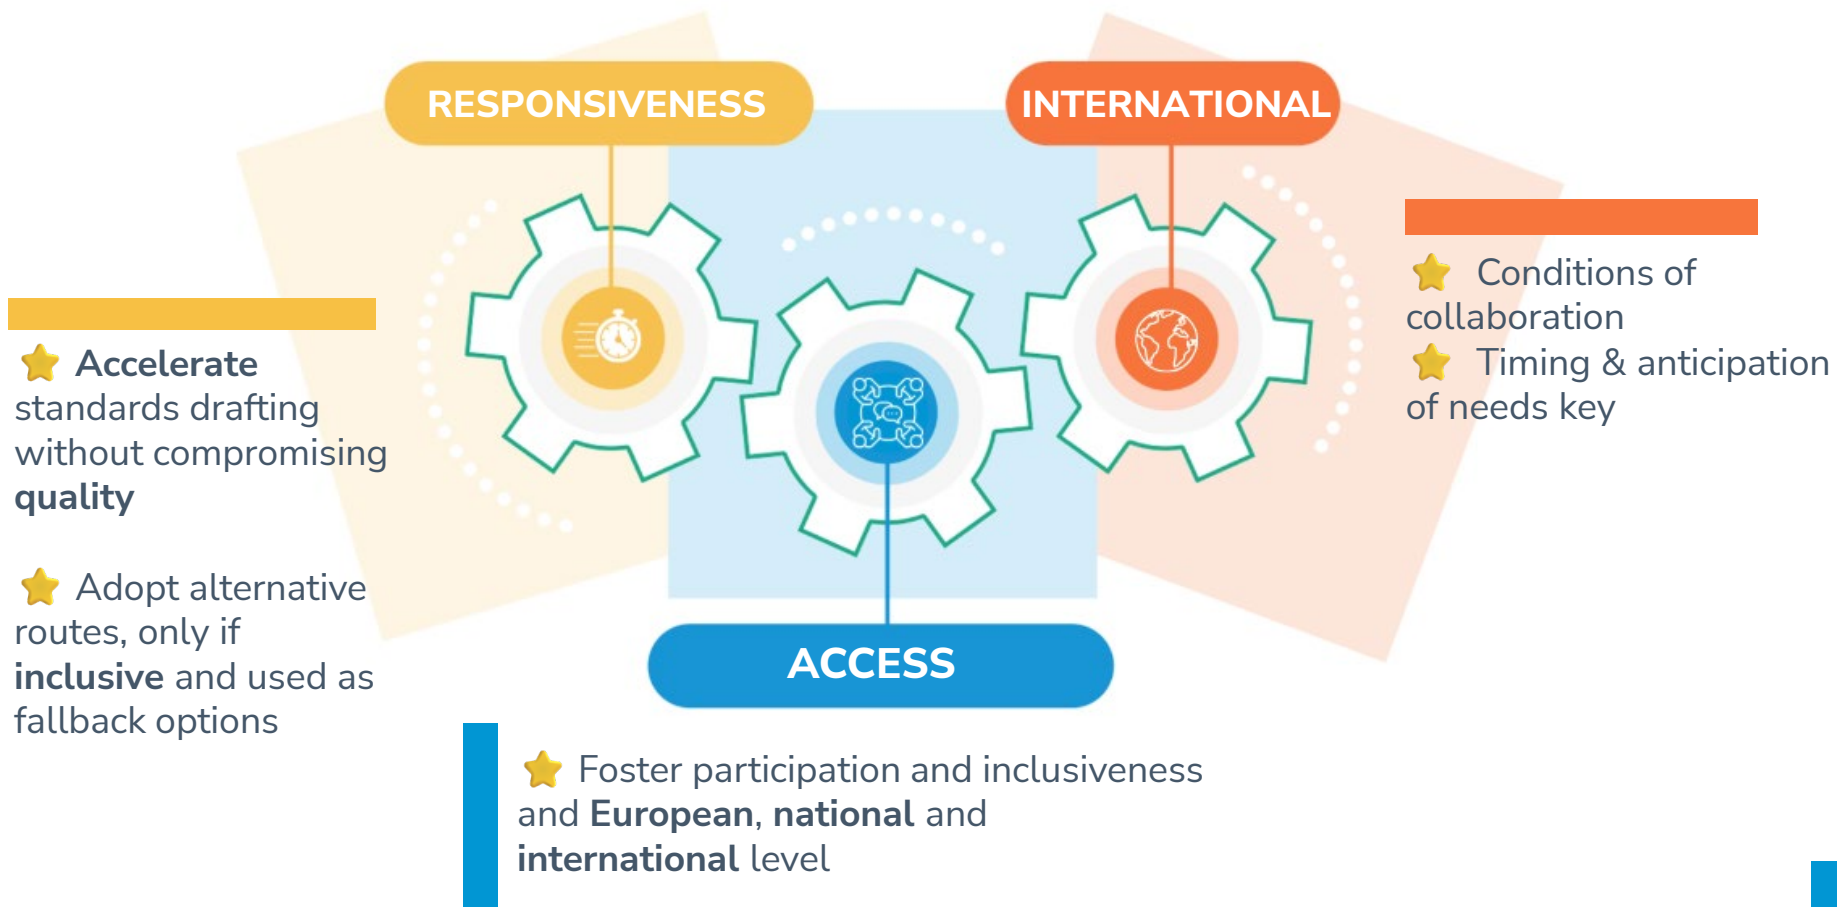 RESPONSIVENESS
INTERNATIONAL
Conditions of
collaboration
Timing & anticipation
of needs key
Accelerate
standards drafting
without compromising
quality
Adopt alternative
routes, only if
inclusive and used as
fallback options
ACCESS
Foster participation and inclusiveness
and European, national and
international level